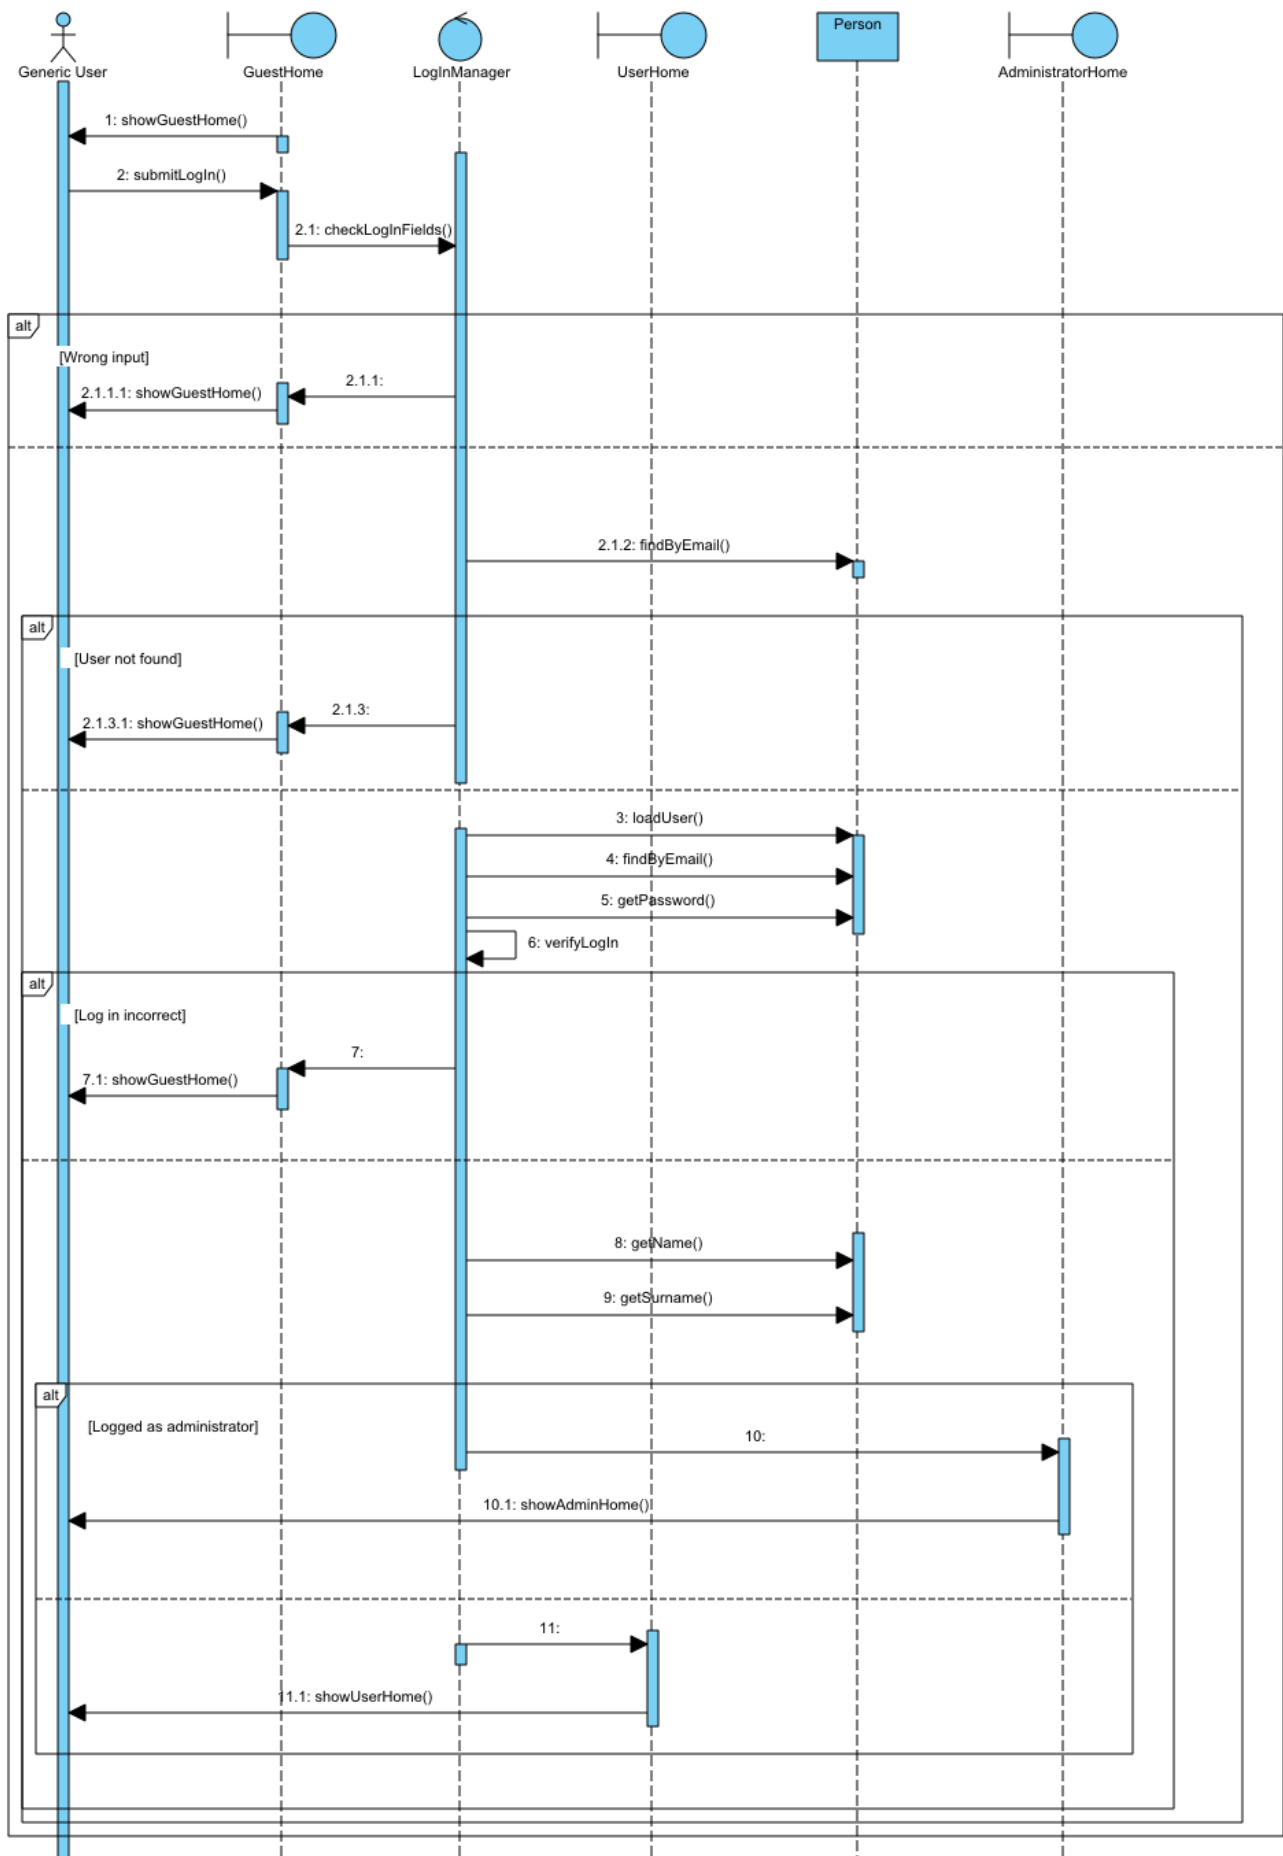 Generic User
GuestHome
LogInManager
UserHome
Person
AdministratorHome
1: showGuestHome()
2: submitLogIn()
2.1: checkLogInFields()
alt
[Wrong input]
2.1.1:
2.1.1.1: showGuestHome()
2.1.2: findByEmail()
alt
[User not found]
2.1.3:
2.1.3.1: showGuestHome()
3: loadUser()
4: findByEmail()
5: getPassword()
6: verifyLogIn
alt
[Log in incorrect]
7:
7.1: showGuestHome()
8: getName()
9: getSurname()
alt
[Logged as administrator]
10:
10.1: showAdminHome()
11:
11.1: showUserHome()